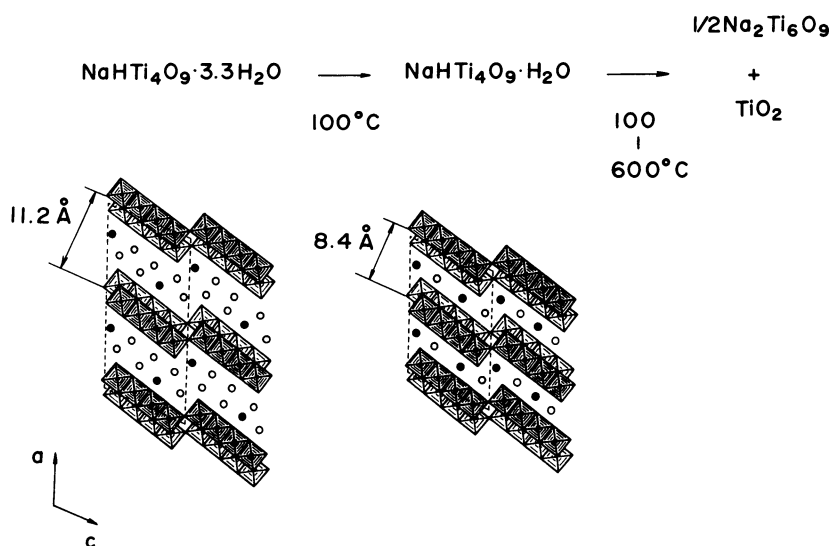 NaHTi₄O₉·3.3H₂O
100°C
NaHTi₄O₉·H₂O
100
|
600°C
1/2Na₂Ti₆O₉
+
TiO₂
11.2 Å
8.4 Å
a
c